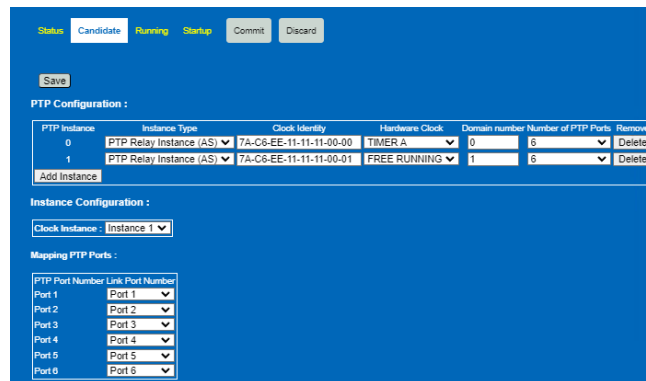 Status Candidate Running Startup Commit Discard
Save
PTP Configuration :
PTP Instance Instance Type Clock Identity Hardware Clock Domain number Number of PTP Ports Remove
0 PTP Relay Instance (AS) 7A-C6-EE-11-11-11-00-00 TIMER A 0 6 Delete
1 PTP Relay Instance (AS) 7A-C6-EE-11-11-11-00-01 FREE RUNNING 1 6 Delete
Add Instance
Instance Configuration :
Clock Instance : Instance 1
Mapping PTP Ports :
PTP Port Number Link Port Number
Port 1 Port 1
Port 2 Port 2
Port 3 Port 3
Port 4 Port 4
Port 5 Port 5
Port 6 Port 6